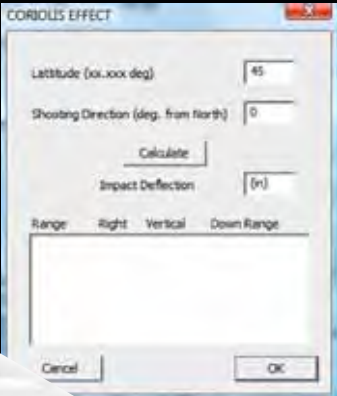 CORIOLIS EFFECT
Lattitude (xx.xxx deg) 45
Shooting Direction (deg. from North) 0
Calculate
Impact Deflection (in)
Range Right Vertical Down Range
Cancel OK